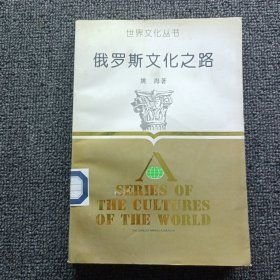 世界文化丛书
俄罗斯文化之路
姚海著
A
SERIES OF
THE CULTURES
OF THE WORLD